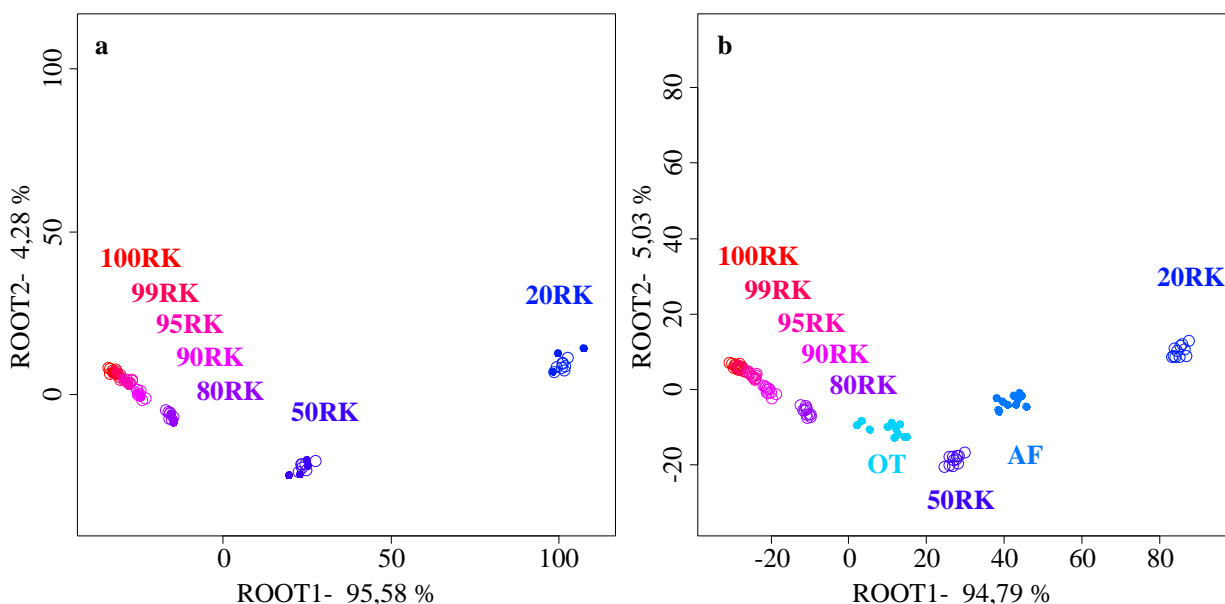 a
100
50
0
ROOT2-  4,28 %
100RK
99RK
95RK
90RK
80RK
50RK
20RK
0
50
100
ROOT1-  95,58 %
b
80
60
40
20
0
-20
ROOT2-  5,03 %
100RK
99RK
95RK
90RK
80RK
OT
50RK
AF
20RK
-20
0
20
40
60
80
ROOT1-  94,79 %